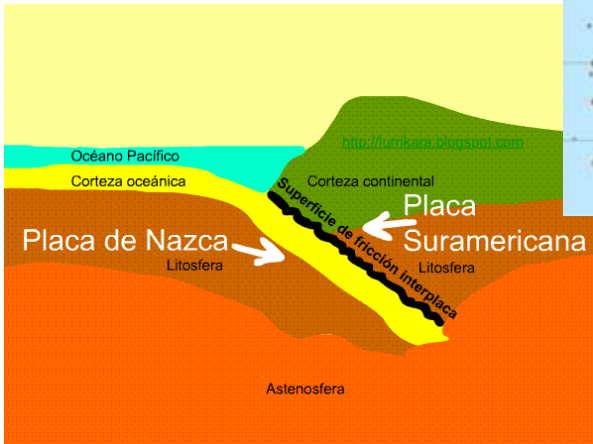 http://lurrikara.blogspot.com
Océano Pacífico
Corteza oceánica
Corteza continental
Superficie de fricción interplaca
Placa
Suramericana
Placa de Nazca
Litosfera
Litosfera
Astenosfera